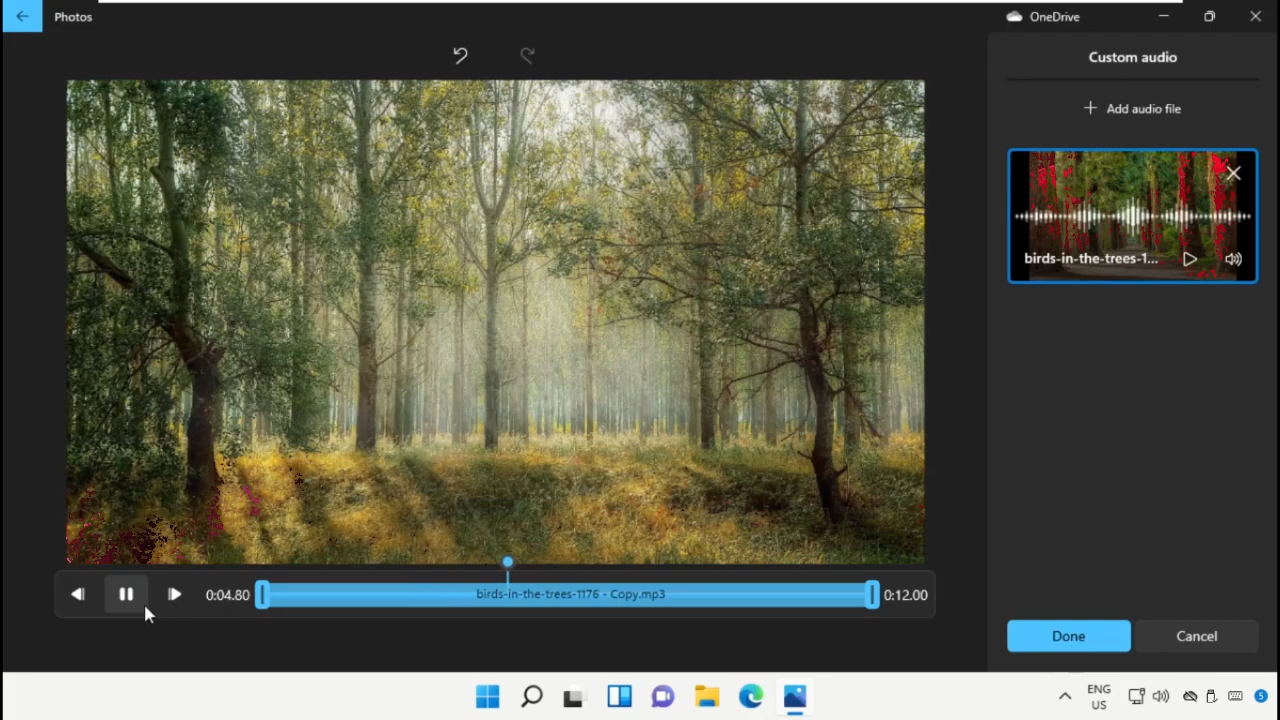 Photos
OneDrive
Custom audio
Add audio file
birds-in-the-trees-1...
0:04.80
birds-in-the-trees-1176 - Copy.mp3
0:12.00
Done
Cancel
ENG
US
5